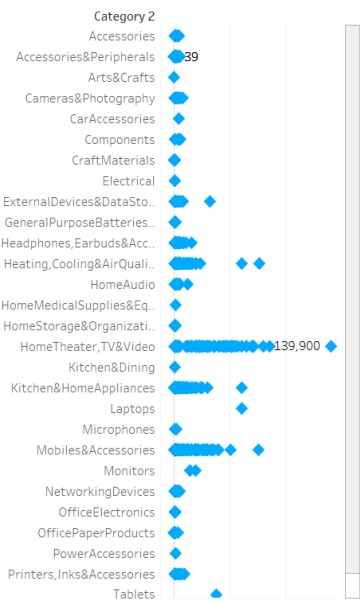 Category 2
Accessories
Accessories&Peripherals
39
Arts&Crafts
Cameras&Photography
CarAccessories
Components
CraftMaterials
Electrical
ExternalDevices&DataSto..
GeneralPurposeBatteries..
Headphones,Earbuds&Acc..
Heating,Cooling&AirQuali..
HomeAudio
HomeMedicalSupplies&Eq..
HomeStorage&Organizati..
HomeTheater,TV&Video
139,900
Kitchen&Dining
Kitchen&HomeAppliances
Laptops
Microphones
Mobiles&Accessories
Monitors
NetworkingDevices
OfficeElectronics
OfficePaperProducts
PowerAccessories
Printers,Inks&Accessories
Tablets